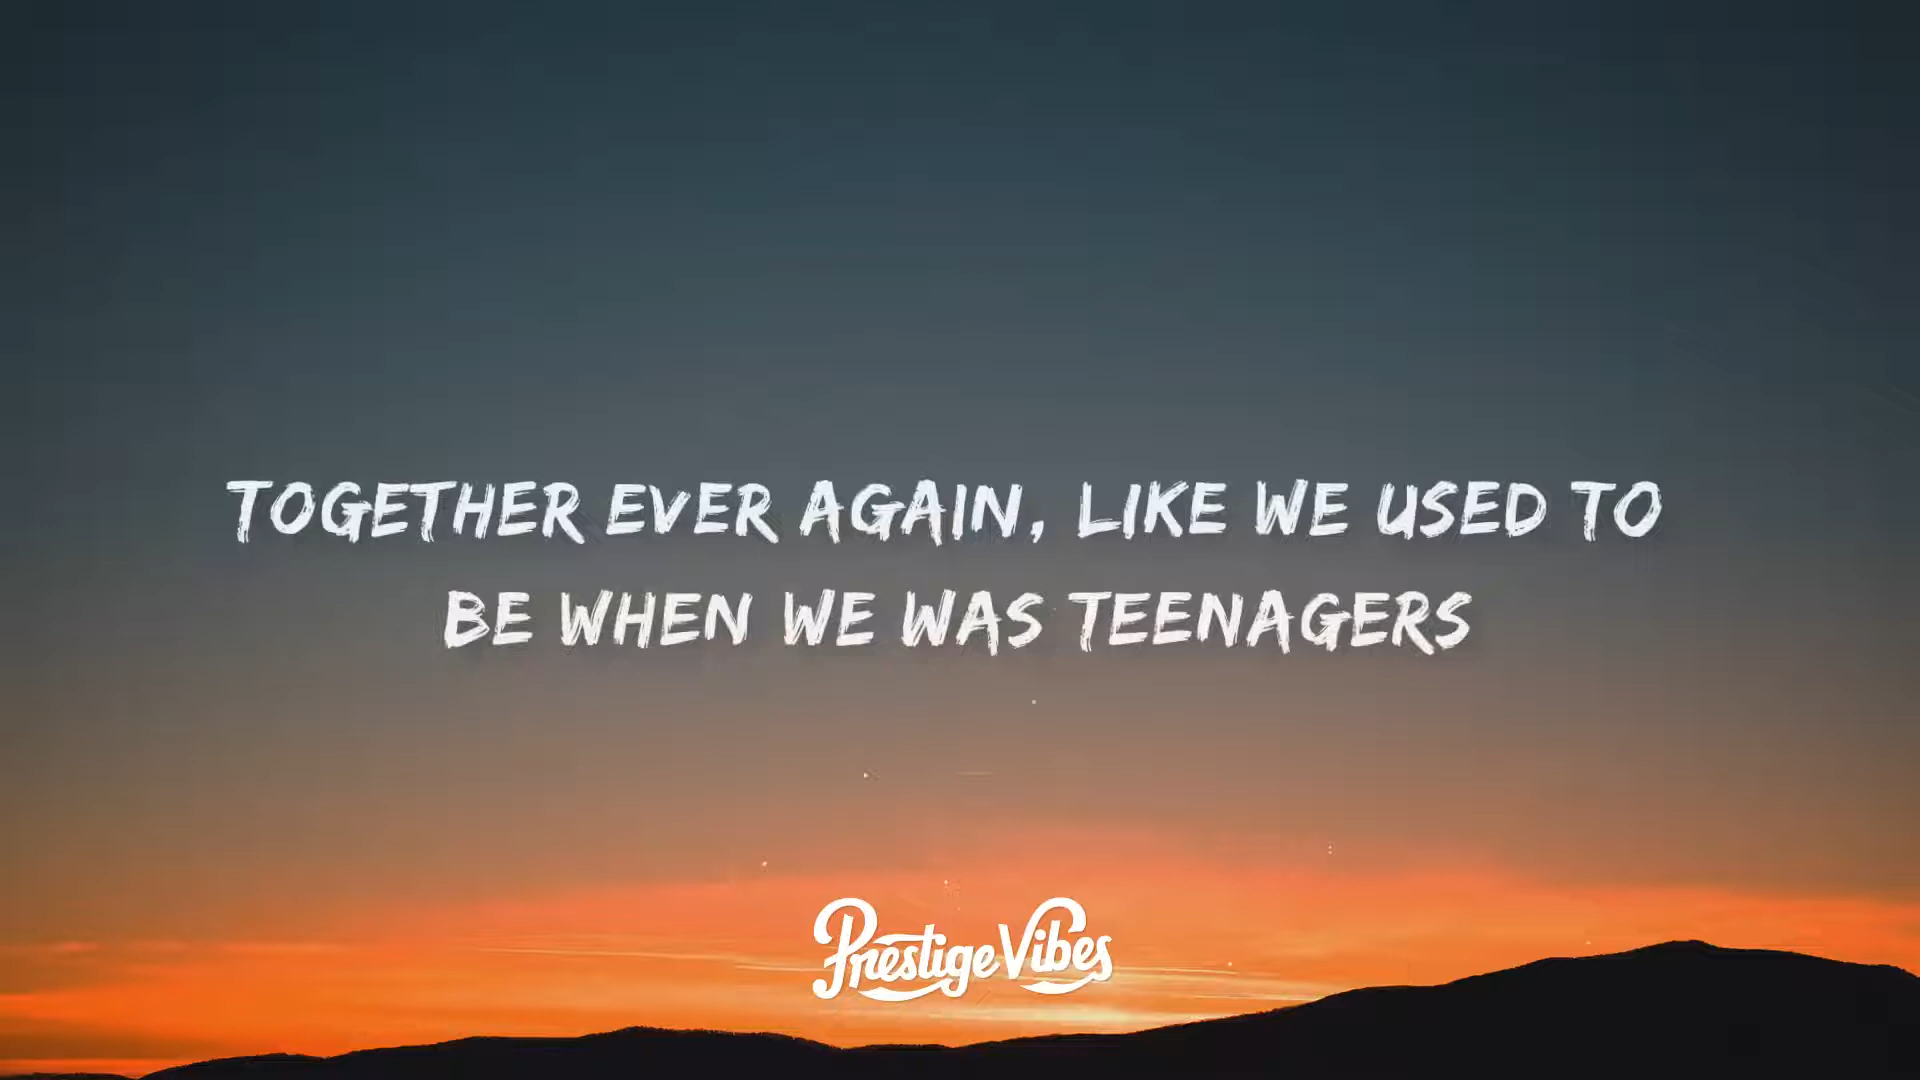 TOGETHER EVER AGAIN, LIKE WE USED TO
BE WHEN WE WAS TEENAGERS
Prestige Vibes